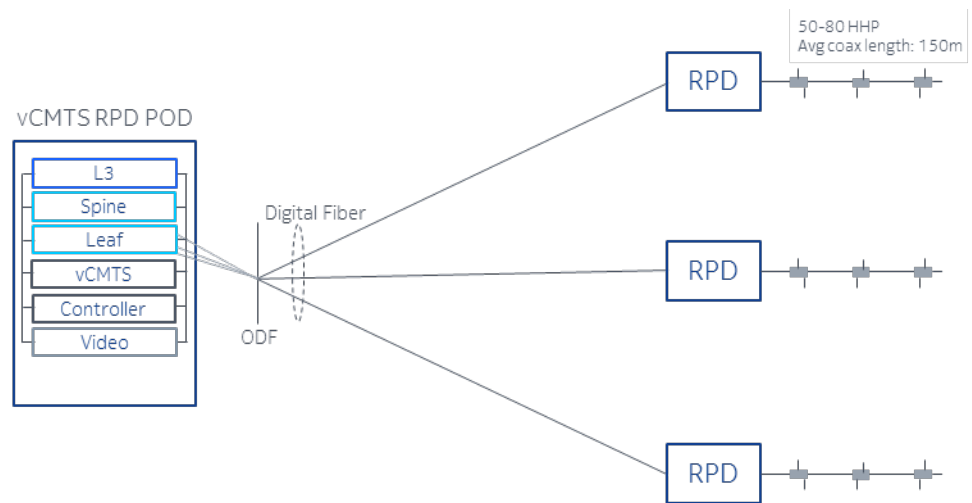 50-80 HHP
Avg coax length: 150m
RPD
vCMTS RPD POD
L3
Spine
Leaf
vCMTS
Controller
Video
Digital Fiber
ODF
RPD
RPD